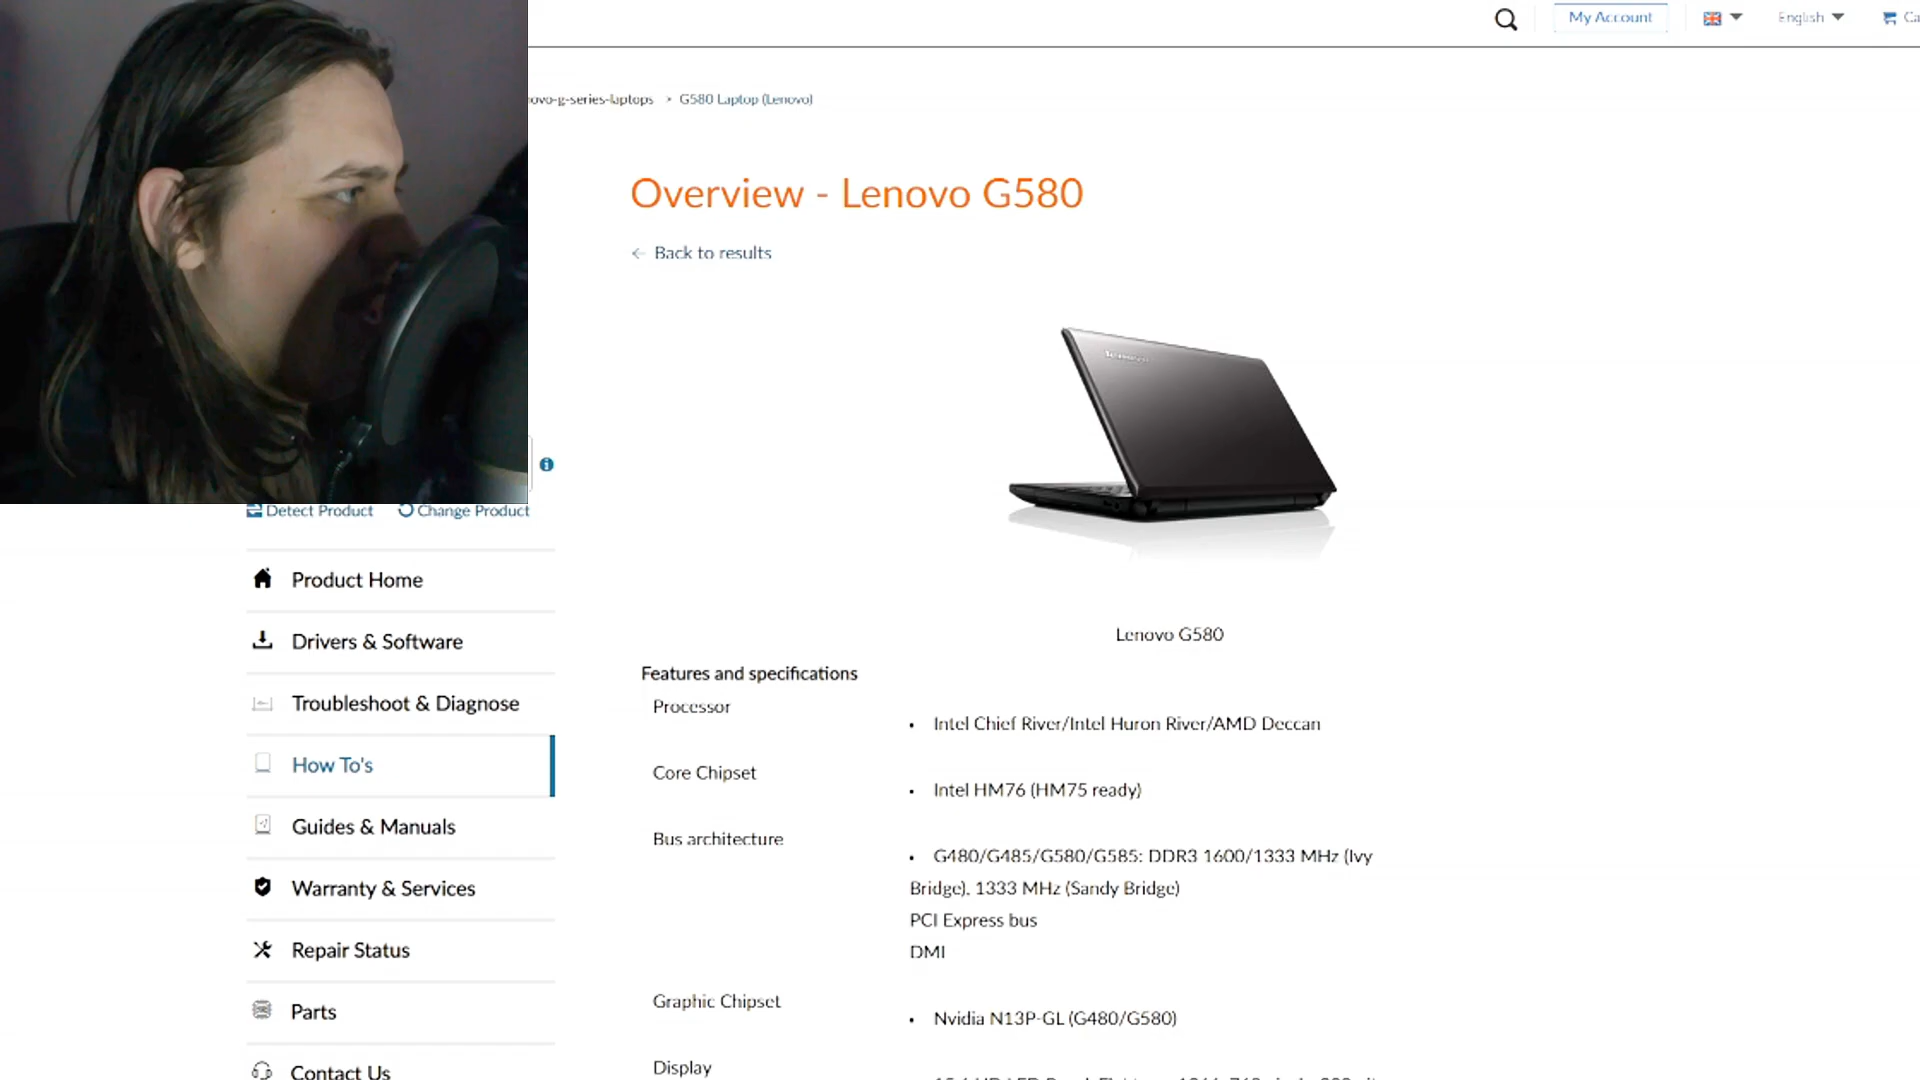 My Account
English
ovo-g-series-laptops > G580 Laptop (Lenovo)
Overview - Lenovo G580
← Back to results
Lenovo
Detect Product
Change Product
Product Home
Drivers & Software
Troubleshoot & Diagnose
How To's
Guides & Manuals
Warranty & Services
Repair Status
Parts
Contact Us
Lenovo G580
Features and specifications
Processor
• Intel Chief River/Intel Huron River/AMD Deccan
Core Chipset
• Intel HM76 (HM75 ready)
Bus architecture
• G480/G485/G580/G585: DDR3 1600/1333 MHz (Ivy
Bridge), 1333 MHz (Sandy Bridge)
PCI Express bus
DMI
Graphic Chipset
• Nvidia N13P-GL (G480/G580)
Display